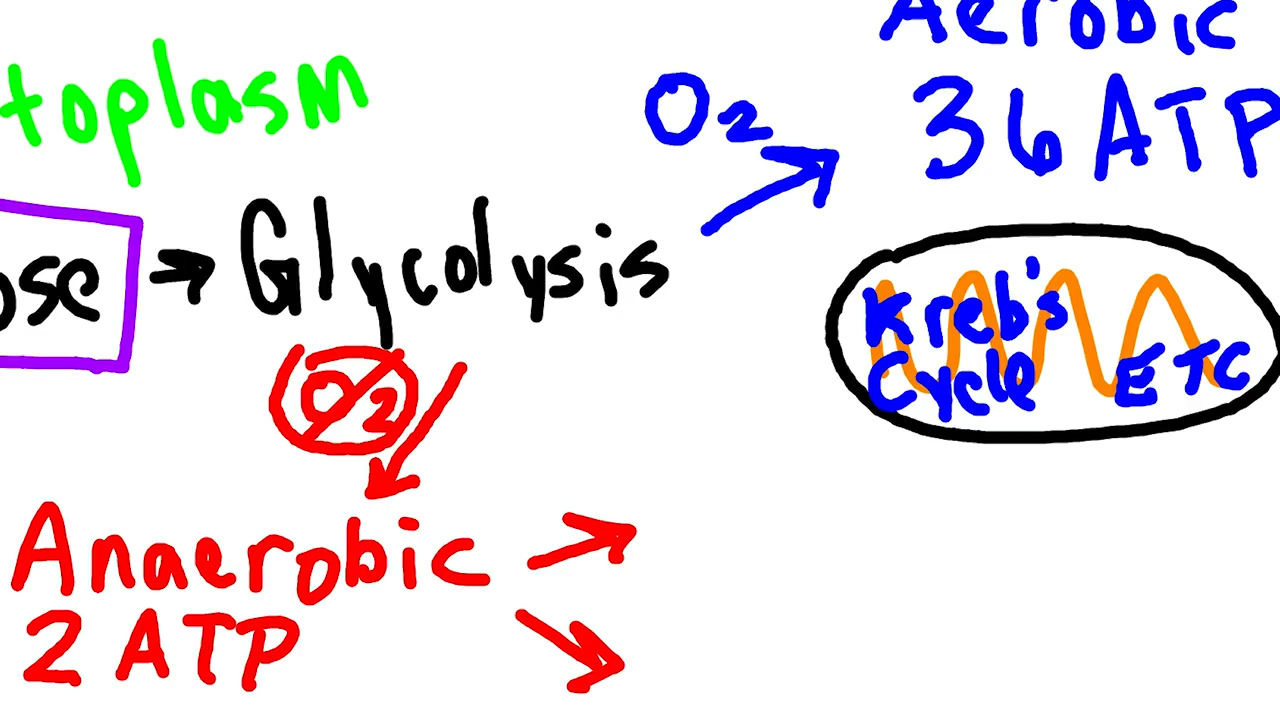 Aerobic
toplasm
O2
36 ATP
ose → Glycolysis
Kreb's
Cycle ETC
O2
Anaerobic
2 ATP